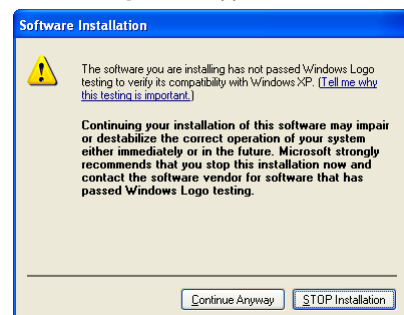 Software Installation
The software you are installing has not passed Windows Logo
testing to verify its compatibility with Windows XP. (Tell me why
this testing is important.)
Continuing your installation of this software may impair
or destabilize the correct operation of your system
either immediately or in the future. Microsoft strongly
recommends that you stop this installation now and
contact the software vendor for software that has
passed Windows Logo testing.
Continue Anyway STOP Installation